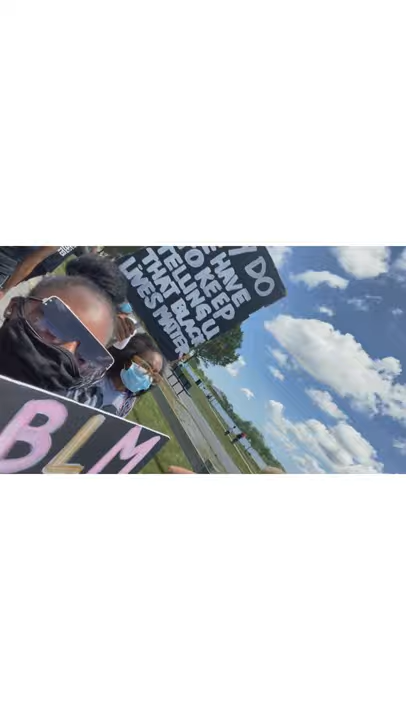 Y DO
E HAVE
TO KEEP
TELLING U
THAT BLACK
LIVES MATTER
BLM